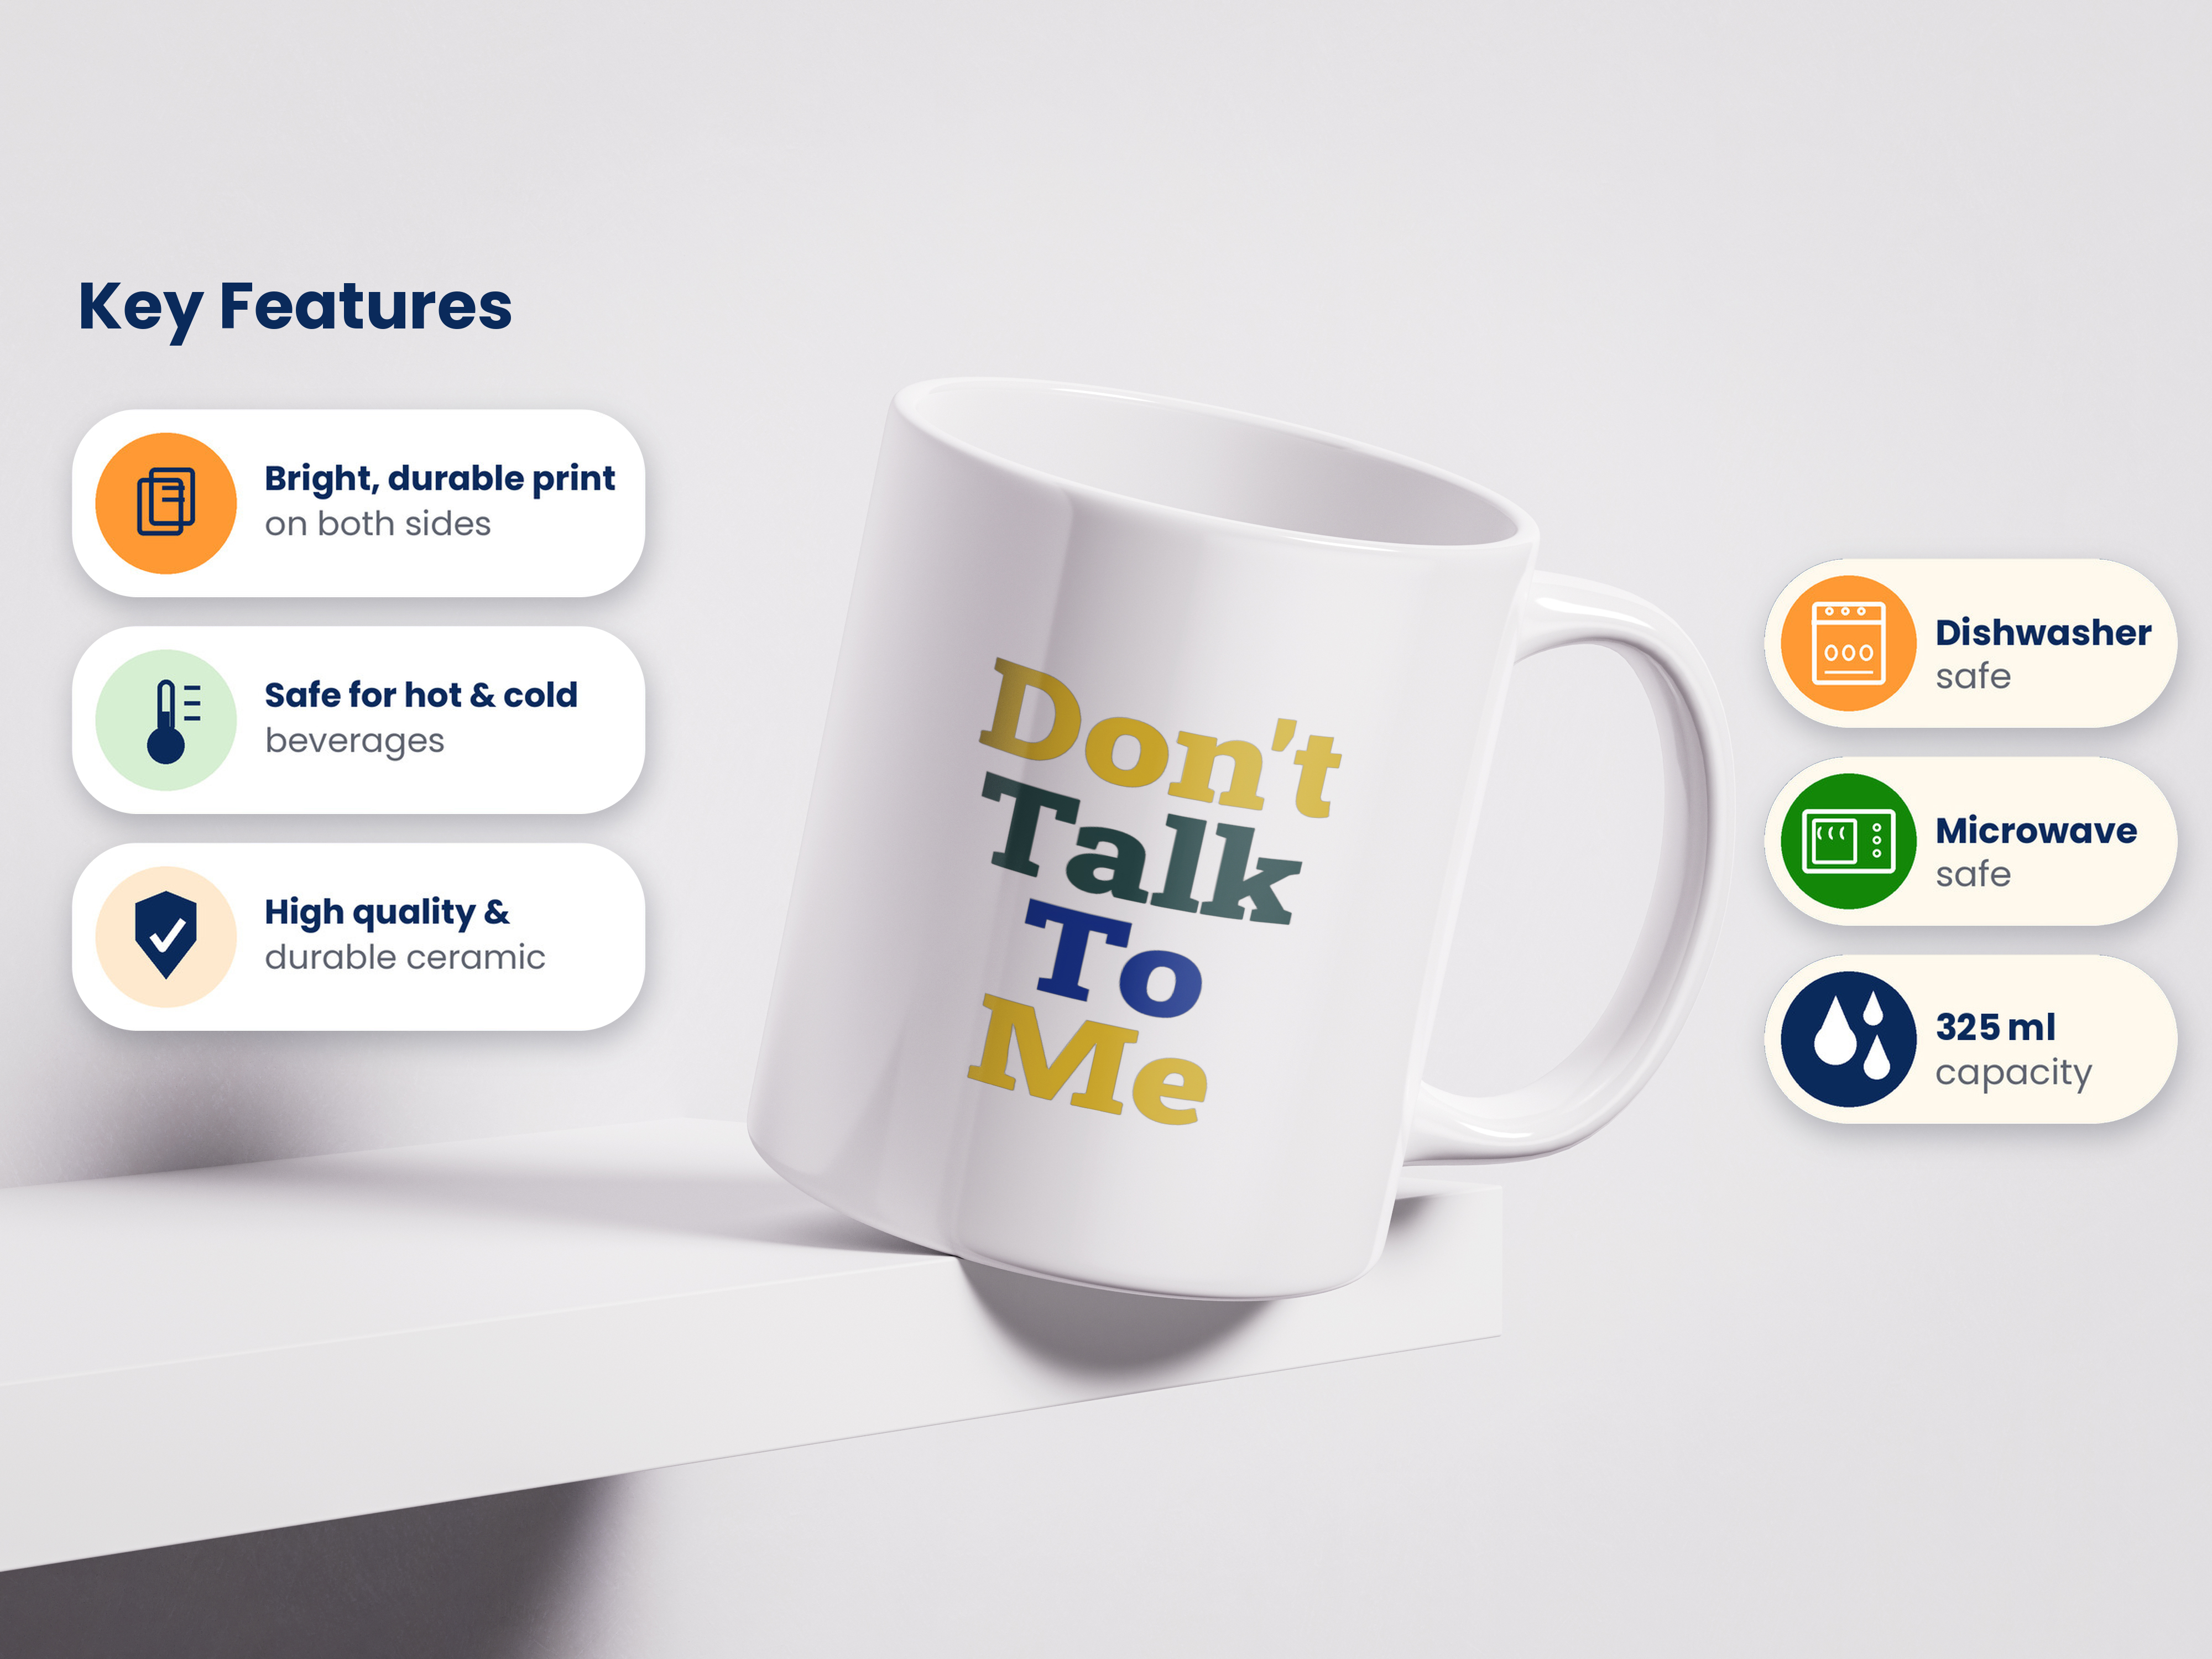 Key Features
Bright, durable print
on both sides
Safe for hot & cold
beverages
High quality &
durable ceramic
Don't
Talk
To
Me
Dishwasher
safe
Microwave
safe
325 ml
capacity